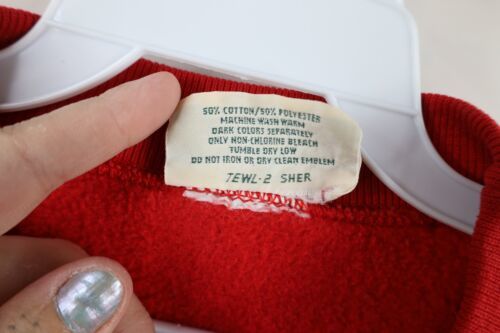 50% COTTON/50% POLYESTER
MACHINE WASH WARM
DARK COLORS SEPARATELY
ONLY NON-CHLORINE BLEACH
TUMBLE DRY LOW
DO NOT IRON OR DRY CLEAN EMBLEM
TEWL-2 SHER